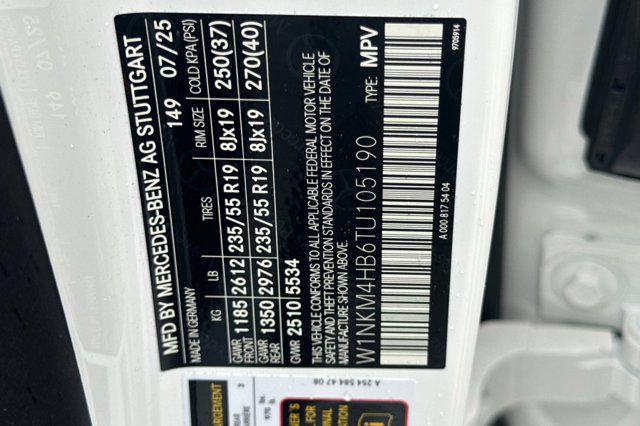 MFD BY MERCEDES-BENZ AG STUTTGART
MADE IN GERMANY 149 07/25
KG LB TIRES RIM SIZE COLD KPA (PSI)
GAWR FRONT 1185 2612 235/55 R19 8Jx19 250(37)
GAWR REAR 1350 2976 235/55 R19 8Jx19 270(40)
GVWR 2510 5534
THIS VEHICLE CONFORMS TO ALL APPLICABLE FEDERAL MOTOR VEHICLE
SAFETY AND THEFT PREVENTION STANDARDS IN EFFECT ON THE DATE OF
MANUFACTURE SHOWN ABOVE.
W1NKM4HB6TU105190 TYPE: MPV
A 000 817 54 04
9705914
A 254 584 47 08
ARGEMENT
3